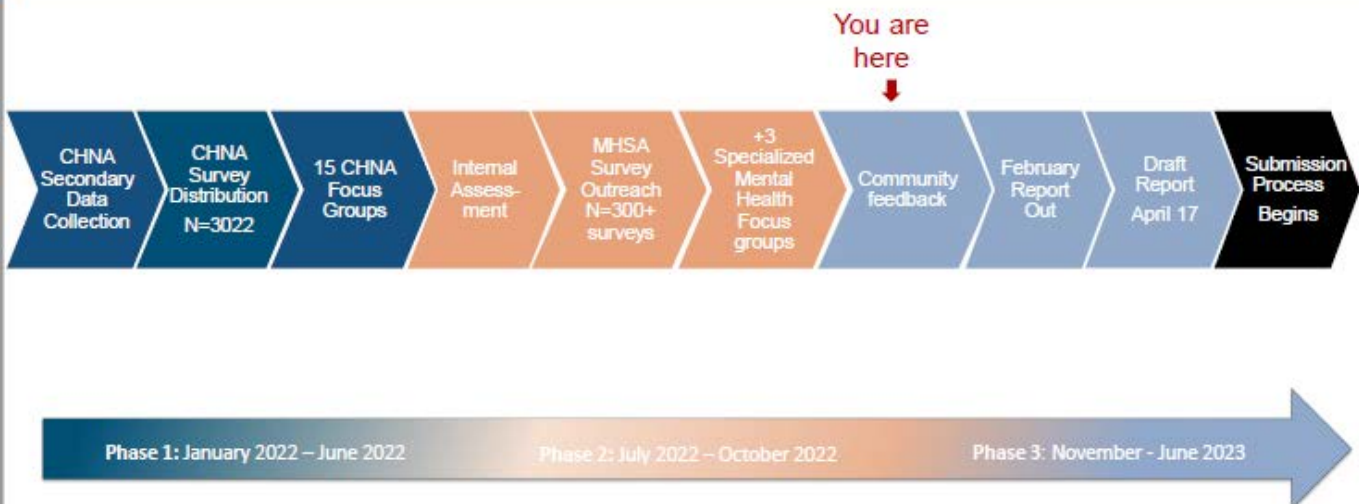 You are
here
CHNA
Secondary
Data
Collection
CHNA
Survey
Distribution
N=3022
15 CHNA
Focus
Groups
Internal
Assess-
ment
MHSA
Survey
Outreach
N=300+
surveys
+3
Specialized
Mental
Health
Focus
groups
Community
feedback
February
Report
Out
Draft
Report
April 17
Submission
Process
Begins
Phase 1: January 2022 – June 2022
Phase 2: July 2022 – October 2022
Phase 3: November - June 2023